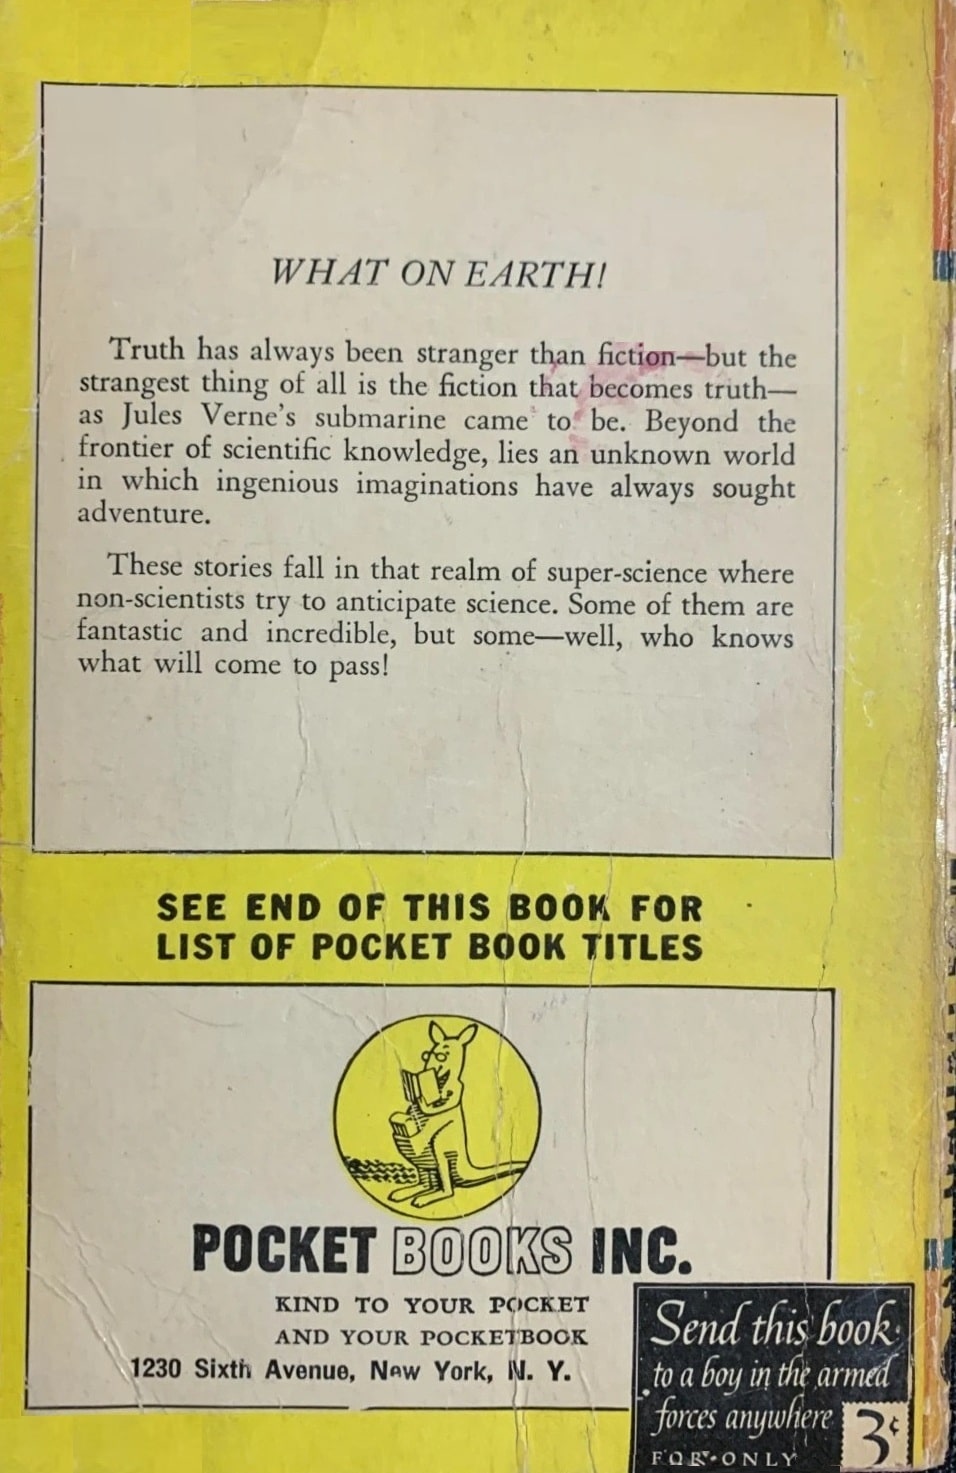 WHAT ON EARTH!
Truth has always been stranger than fiction—but the
strangest thing of all is the fiction that becomes truth—
as Jules Verne's submarine came to be. Beyond the
frontier of scientific knowledge, lies an unknown world
in which ingenious imaginations have always sought
adventure.
These stories fall in that realm of super-science where
non-scientists try to anticipate science. Some of them are
fantastic and incredible, but some—well, who knows
what will come to pass!
SEE END OF THIS BOOK FOR
LIST OF POCKET BOOK TITLES
POCKET BOOKS INC.
KIND TO YOUR POCKET
AND YOUR POCKETBOOK
1230 Sixth Avenue, New York, N. Y.
Send this book
to a boy in the armed
forces anywhere
FOR ONLY 3¢